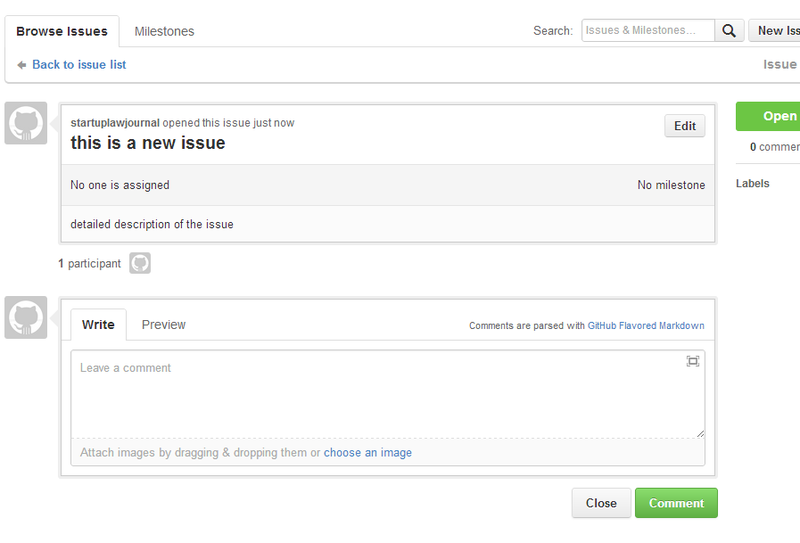 Browse Issues Milestones Search: Issues & Milestones... New Iss
Back to issue list Issue
startuplawjournal opened this issue just now Edit Open
this is a new issue
0 commer
No one is assigned No milestone Labels
detailed description of the issue
1 participant
Write Preview Comments are parsed with GitHub Flavored Markdown
Leave a comment
Attach images by dragging & dropping them or choose an image
Close Comment